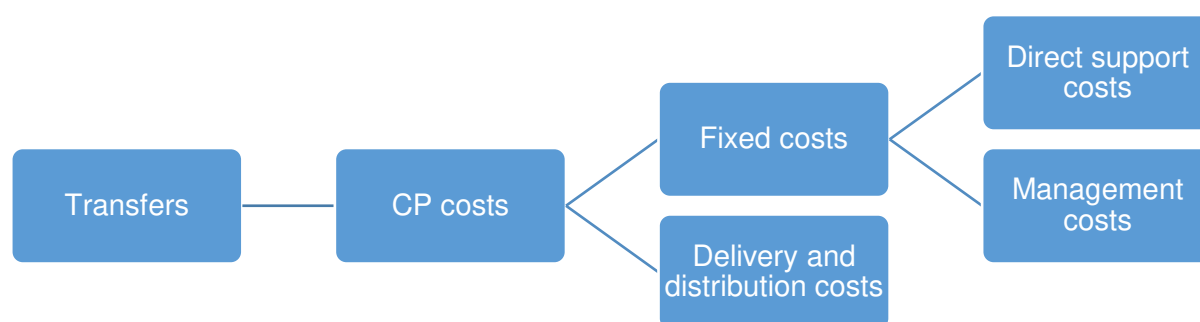 Transfers
CP costs
Fixed costs
Delivery and
distribution costs
Direct support
costs
Management
costs